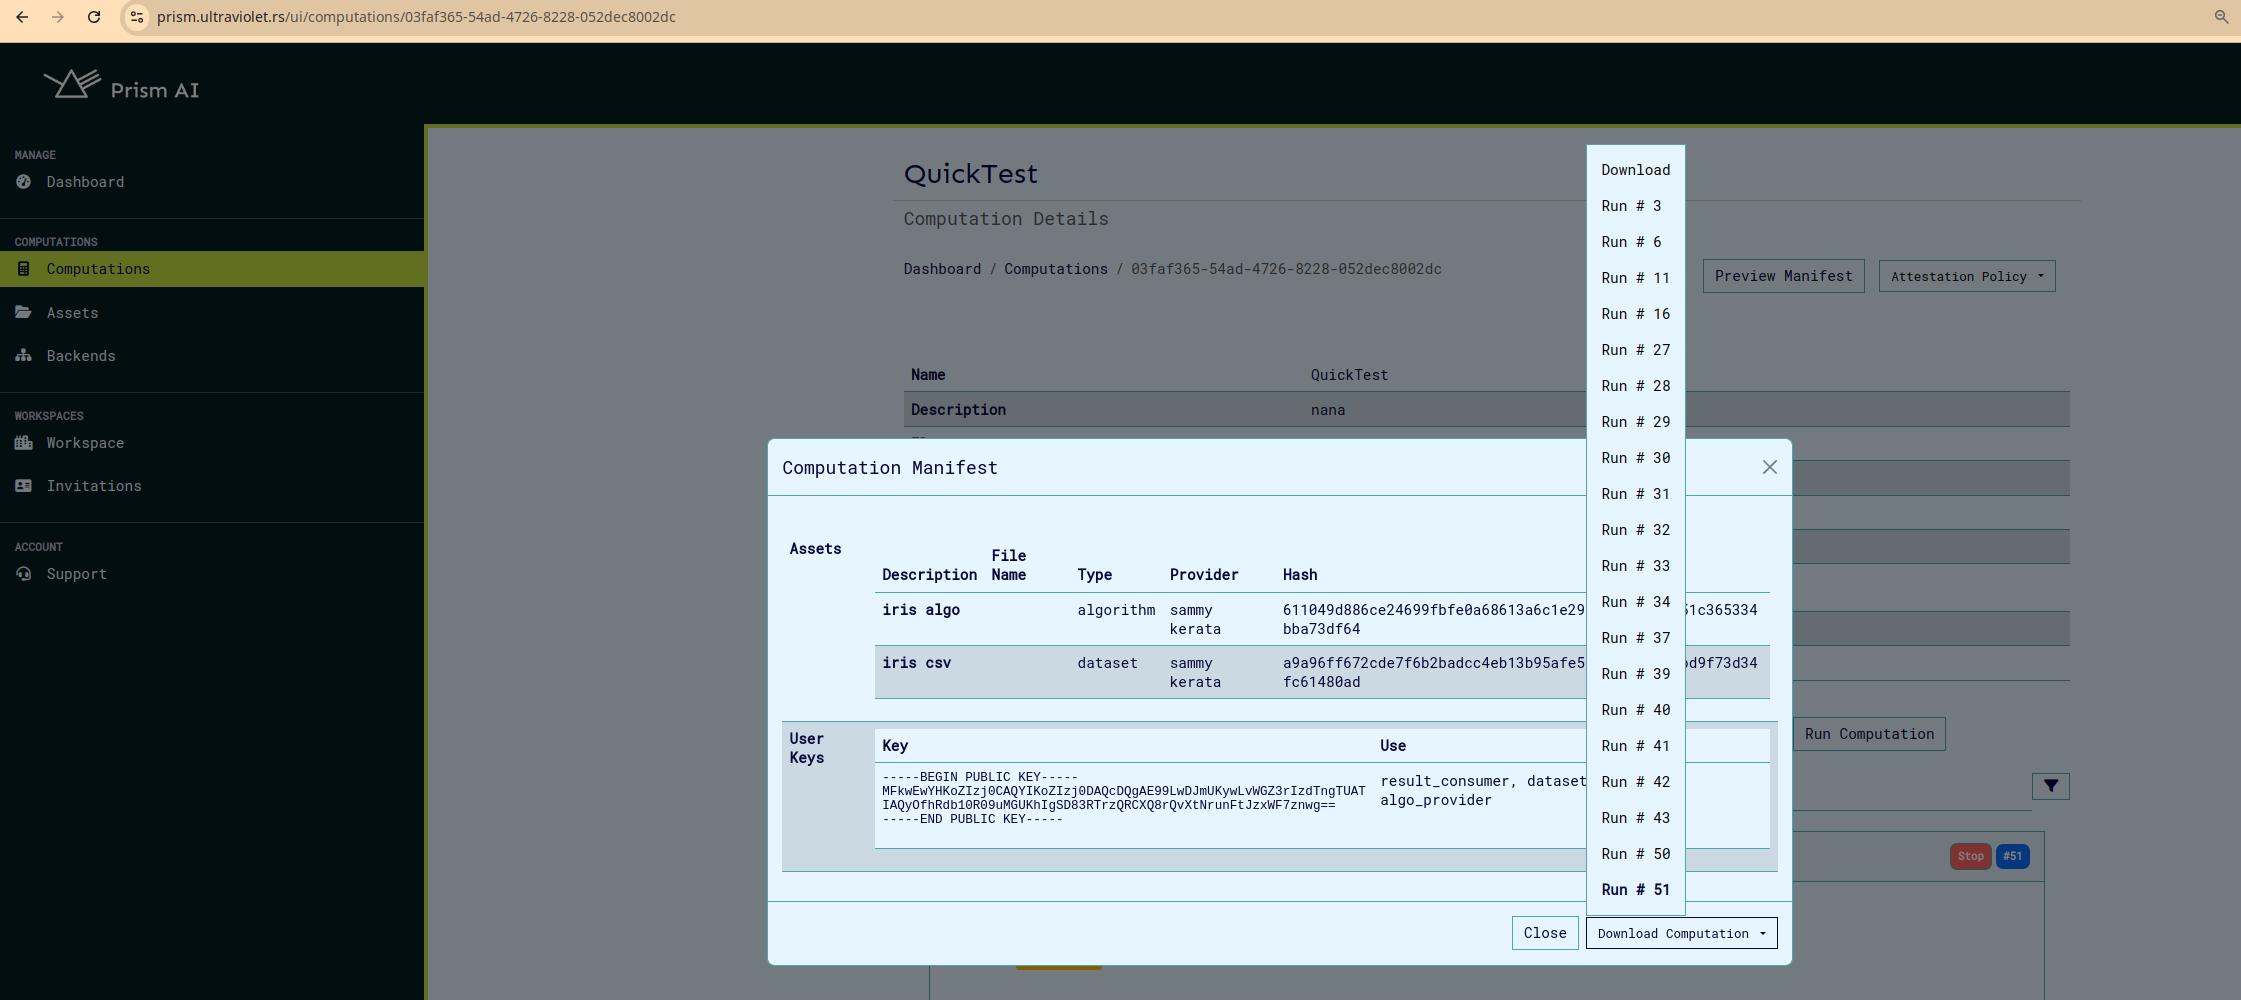 prism.ultraviolet.rs/ui/computations/03faf365-54ad-4726-8228-052dec8002dc
Prism AI
MANAGE
Dashboard
COMPUTATIONS
Computations
Assets
Backends
WORKSPACES
Workspace
Invitations
ACCOUNT
Support
QuickTest
Computation Details
Dashboard / Computations / 03faf365-54ad-4726-8228-052dec8002dc
Preview Manifest
Attestation Policy
Name QuickTest
Description nana
Computation Manifest
Assets
Description File Name Type Provider Hash
iris algo algorithm sammy kerata 611049d886ce24699fbfe0a68613a6c1e29 51c365334
bba73df64
iris csv dataset sammy kerata a9a96ff672cde7f6b2badcc4eb13b95afe5 d9f73d34
fc61480ad
User Keys
Key Use
-----BEGIN PUBLIC KEY-----
MFkwEwYHKoZIzj0CAQYIKoZIzj0DAQcDQgAE99LwDJmUKywLvWGZ3rIzdTngTUAT
IAQyOfhRdb10R09uMGUKhIgSD83RTrzQRCXQ8rQvXtNrunFtJzxWF7znwg==
-----END PUBLIC KEY-----
result_consumer, dataset
algo_provider
Close
Download Computation
Download
Run # 3
Run # 6
Run # 11
Run # 16
Run # 27
Run # 28
Run # 29
Run # 30
Run # 31
Run # 32
Run # 33
Run # 34
Run # 37
Run # 39
Run # 40
Run # 41
Run # 42
Run # 43
Run # 50
Run # 51
Run Computation
Stop
#51